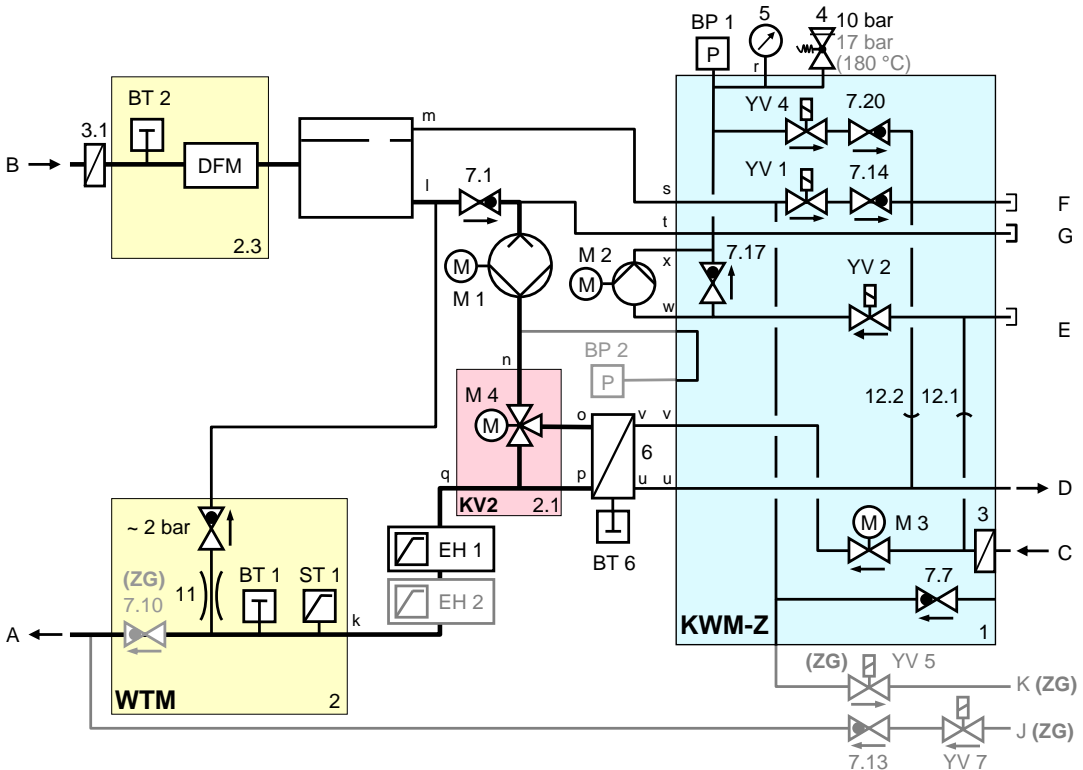 BP 1
5
4
10 bar
17 bar
(180 °C)
P
r
BT 2
YV 4
7.20
3.1
m
B
DFM
7.1
YV 1
7.14
l
s
F
t
G
2.3
M
M 1
M 2
M
x
7.17
YV 2
w
E
n
BP 2
P
M 4
M
o
v
v
12.2
12.1
6
q
p
u
u
D
KV2
2.1
~ 2 bar
EH 1
BT 6
M
M 3
3
C
(ZG)
7.10
11
BT 1
ST 1
EH 2
7.7
k
A
KWM-Z
1
WTM
2
(ZG)
YV 5
K (ZG)
J (ZG)
7.13
YV 7